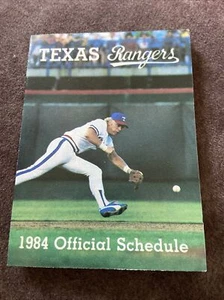 TEXAS Rangers
1984 Official Schedule